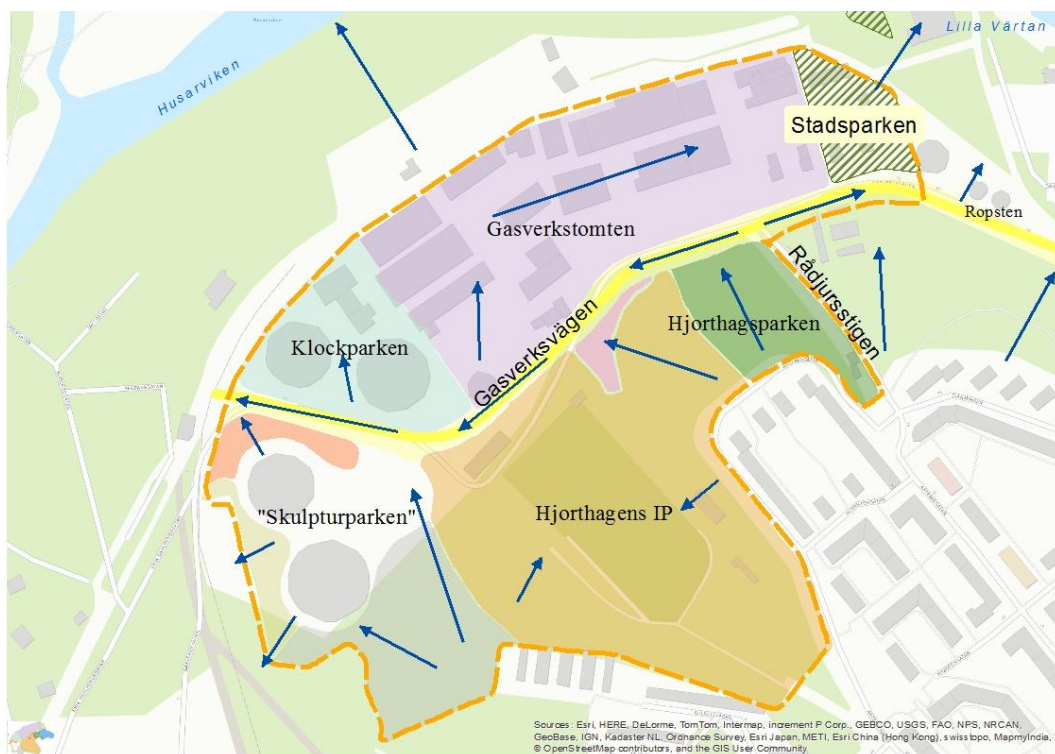 Husarviken
Lilla Värtan
Stadsparken
Gasverkstomten
Ropsten
Rådjursstigen
Hjorthagsparken
Klockparken
Gasverksvägen
"Skulpturparken"
Hjorthagens IP
Sources: Esri, HERE, DeLorme, TomTom, Intermap, increment P Corp., GEBCO, USGS, FAO, NPS, NRCAN,
GeoBase, IGN, Kadaster NL, Ordnance Survey, Esri Japan, METI, Esri China (Hong Kong), swisstopo, MapmyIndia,
© OpenStreetMap contributors, and the GIS User Community